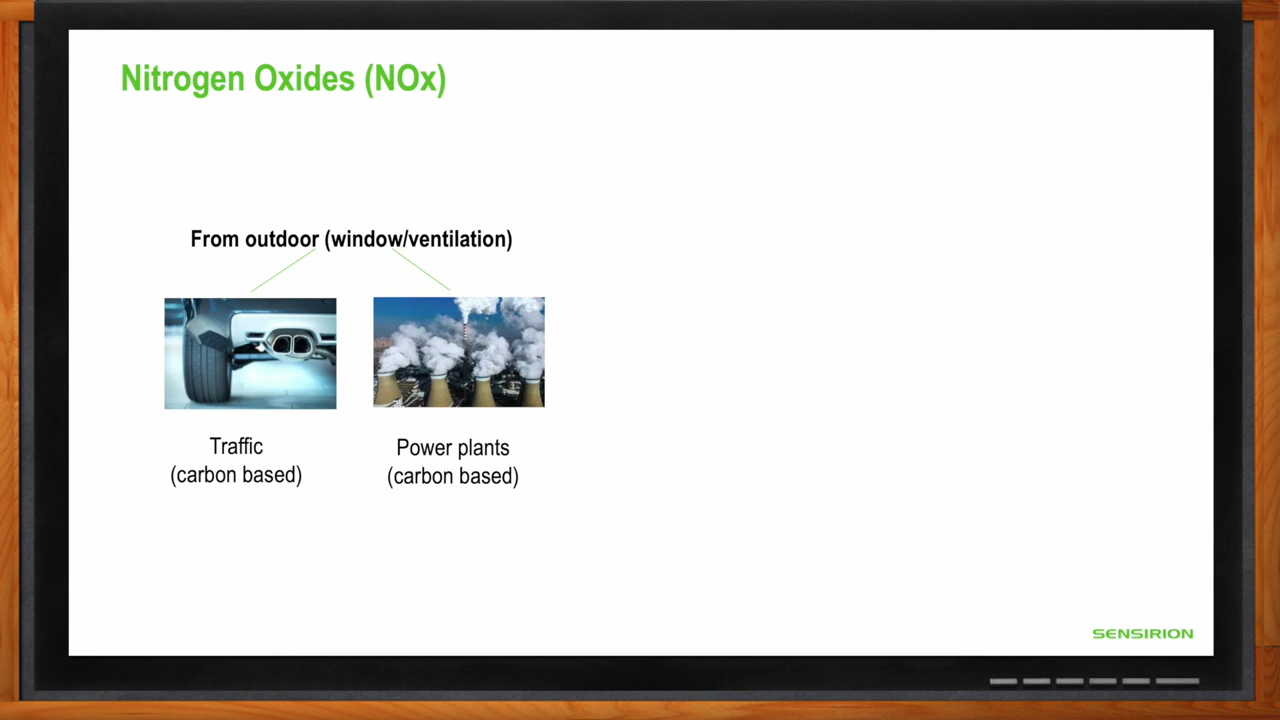 Nitrogen Oxides (NOx)
From outdoor (window/ventilation)
Traffic
(carbon based)
Power plants
(carbon based)
SENSIRION